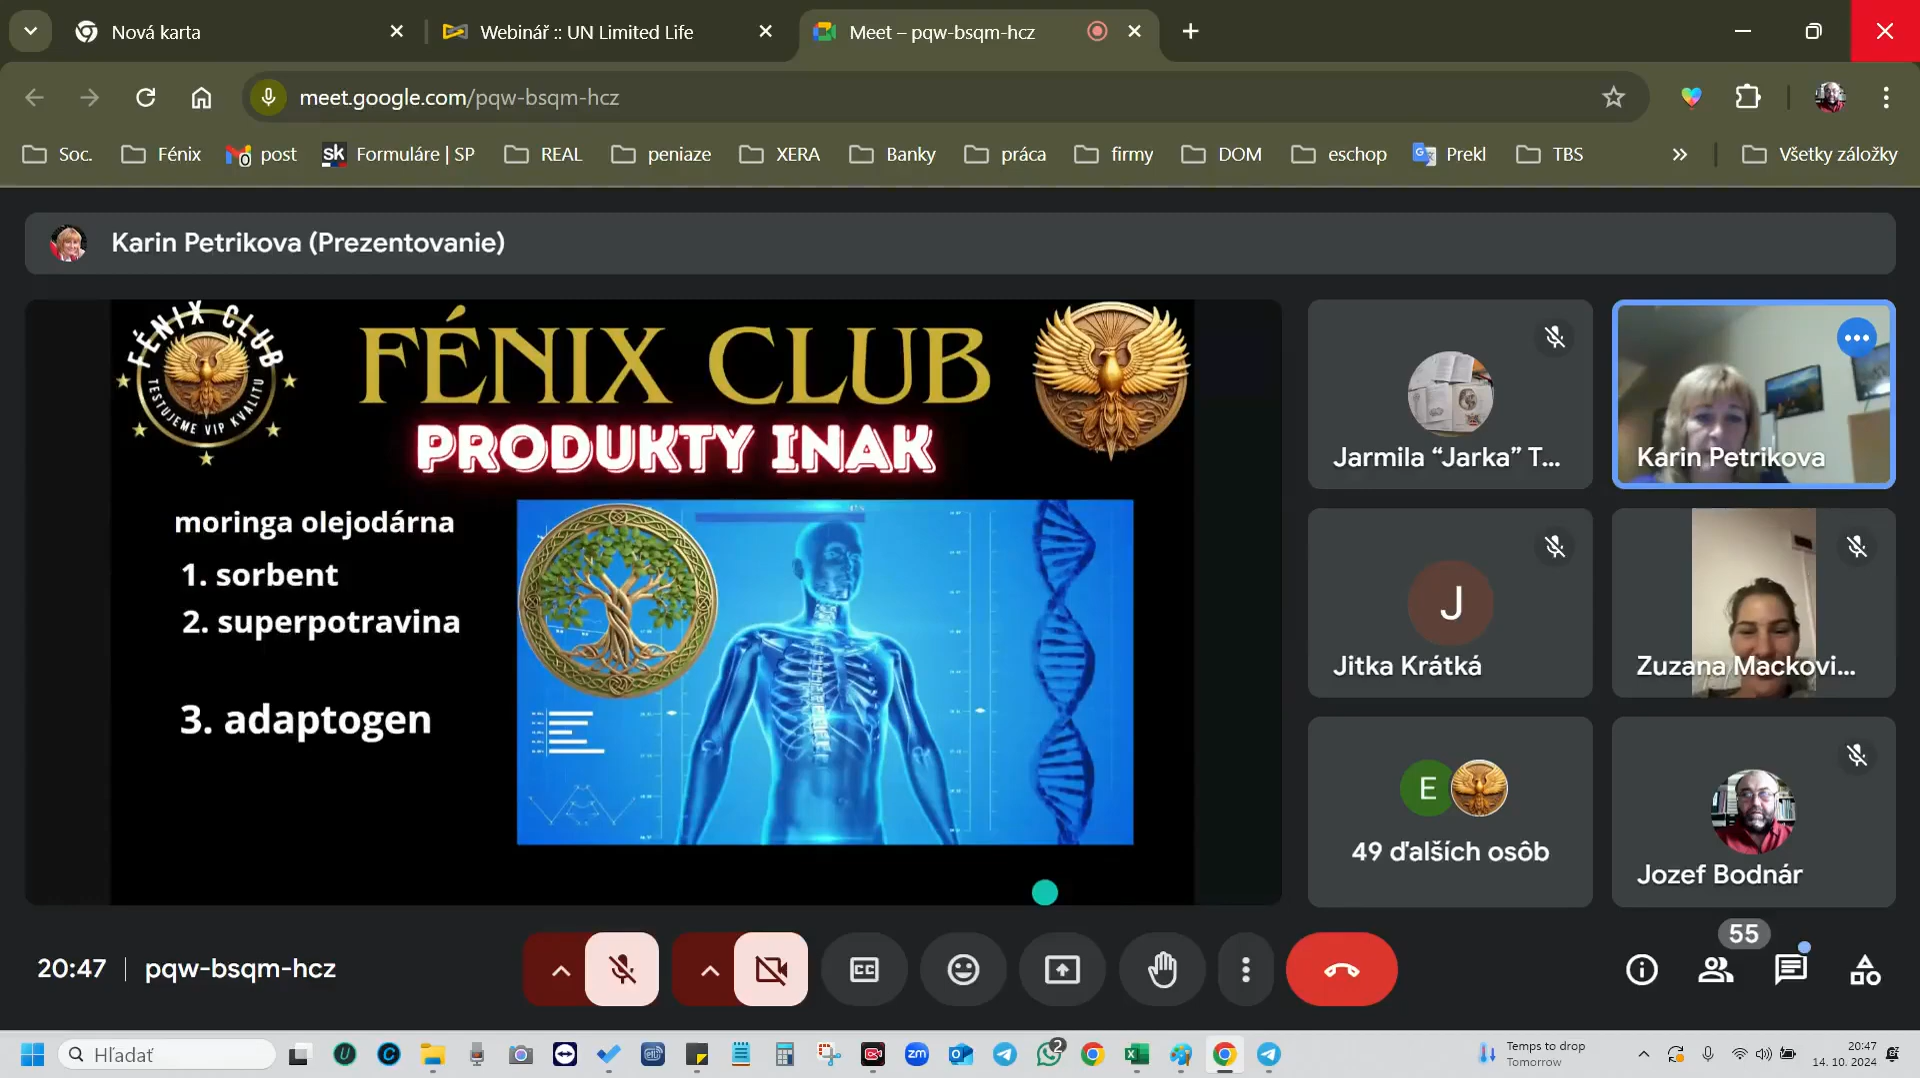 Nová karta
Webinář :: UN Limited Life
Meet – pqw-bsqm-hcz
meet.google.com/pqw-bsqm-hcz
Soc.
Fénix
post
Formuláre | SP
REAL
peniaze
XERA
Banky
práca
firmy
DOM
eschop
Prekl
TBS
»
Všetky záložky
Karin Petrikova (Prezentovanie)
FÉNIX CLUB
TESTUJEME VIP KVALITU
FÉNIX CLUB
PRODUKTY INAK
moringa olejodárna
1. sorbent
2. superpotravina
3. adaptogen
Jarmila “Jarka” T...
Karin Petrikova
J
Jitka Krátká
Zuzana Mackovi...
E
49 ďalších osôb
Jozef Bodnár
20:47
pqw-bsqm-hcz
55
Hľadať
zm
2
Temps to drop
Tomorrow
20:47
14. 10. 2024